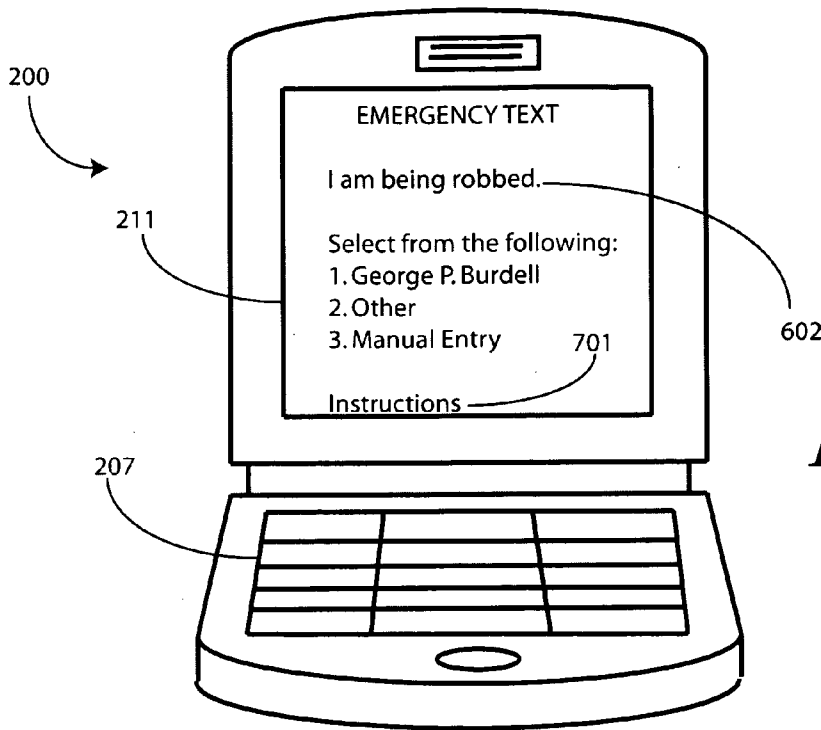 200
EMERGENCY TEXT
I am being robbed.
211
Select from the following:
1. George P. Burdell
2. Other
602
3. Manual Entry
701
Instructions
207